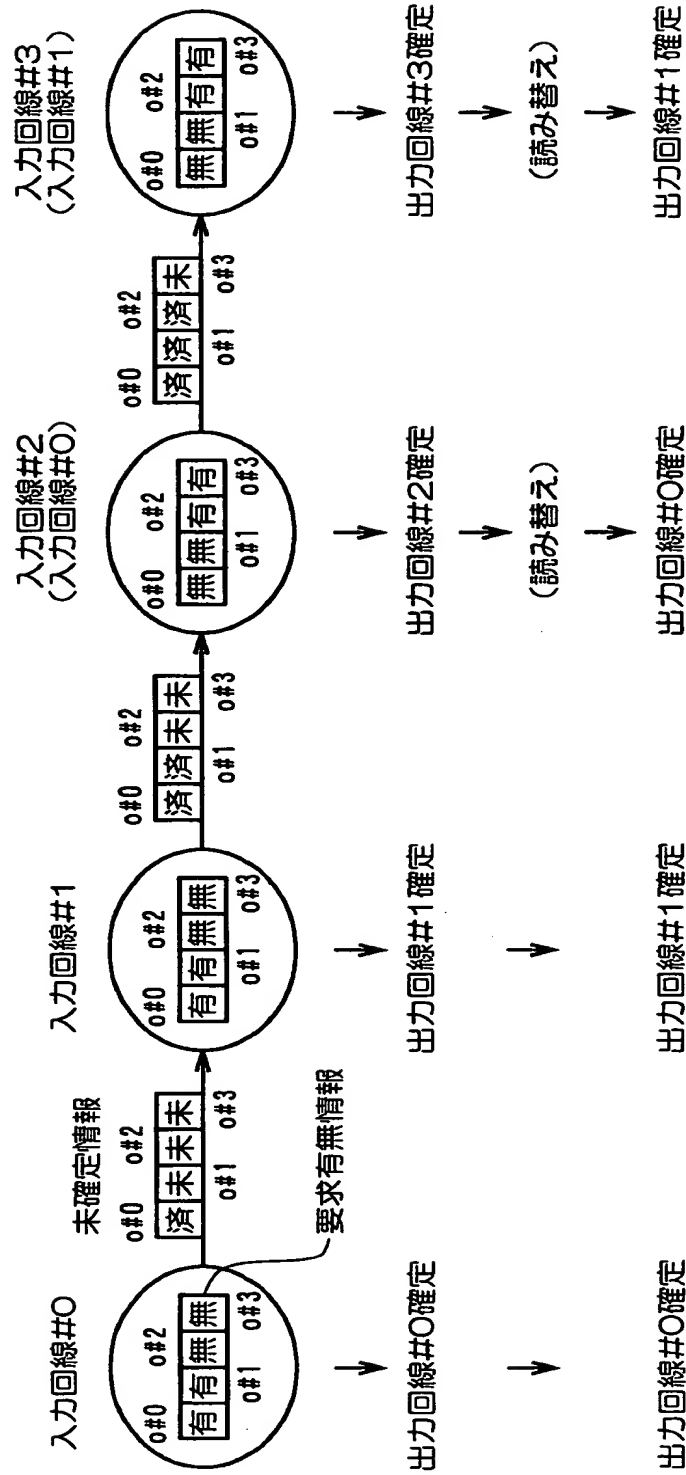 入力回線#0
o#0 o#2
有 有 無 無
o#1 o#3
要求有無情報
出力回線#0確定
出力回線#0確定
未確定情報
o#0 o#2
済 未 未 未
o#1 o#3
入力回線#1
o#0 o#2
有 有 無 無
o#1 o#3
出力回線#1確定
出力回線#1確定
o#0 o#2
済 済 未 未
o#1 o#3
入力回線#2
(入力回線#0)
o#0 o#2
無 無 有 有
o#1 o#3
出力回線#2確定
(読み替え)
出力回線#0確定
o#0 o#2
済 済 済 未
o#1 o#3
入力回線#3
(入力回線#1)
o#0 o#2
無 無 有 有
o#1 o#3
出力回線#3確定
(読み替え)
出力回線#1確定